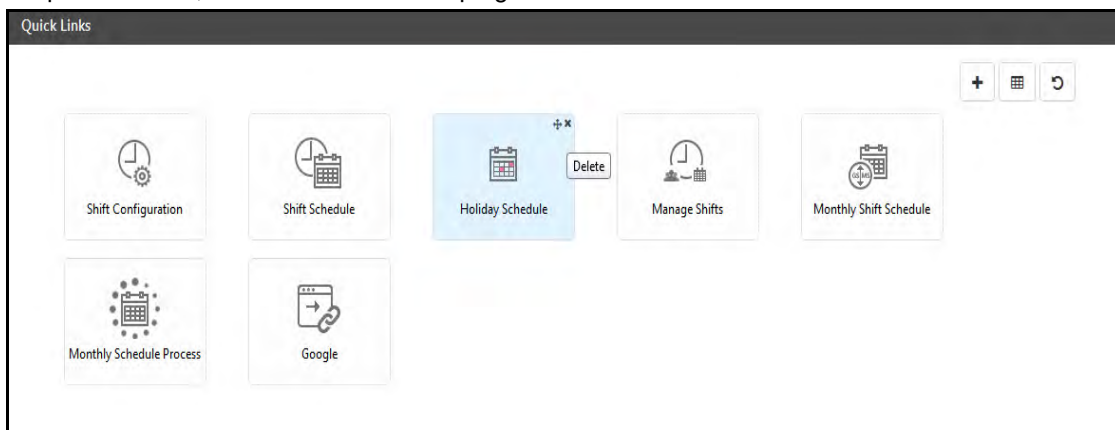 Quick Links
Delete
Shift Configuration
Shift Schedule
Holiday Schedule
Manage Shifts
Monthly Shift Schedule
Monthly Schedule Process
Google